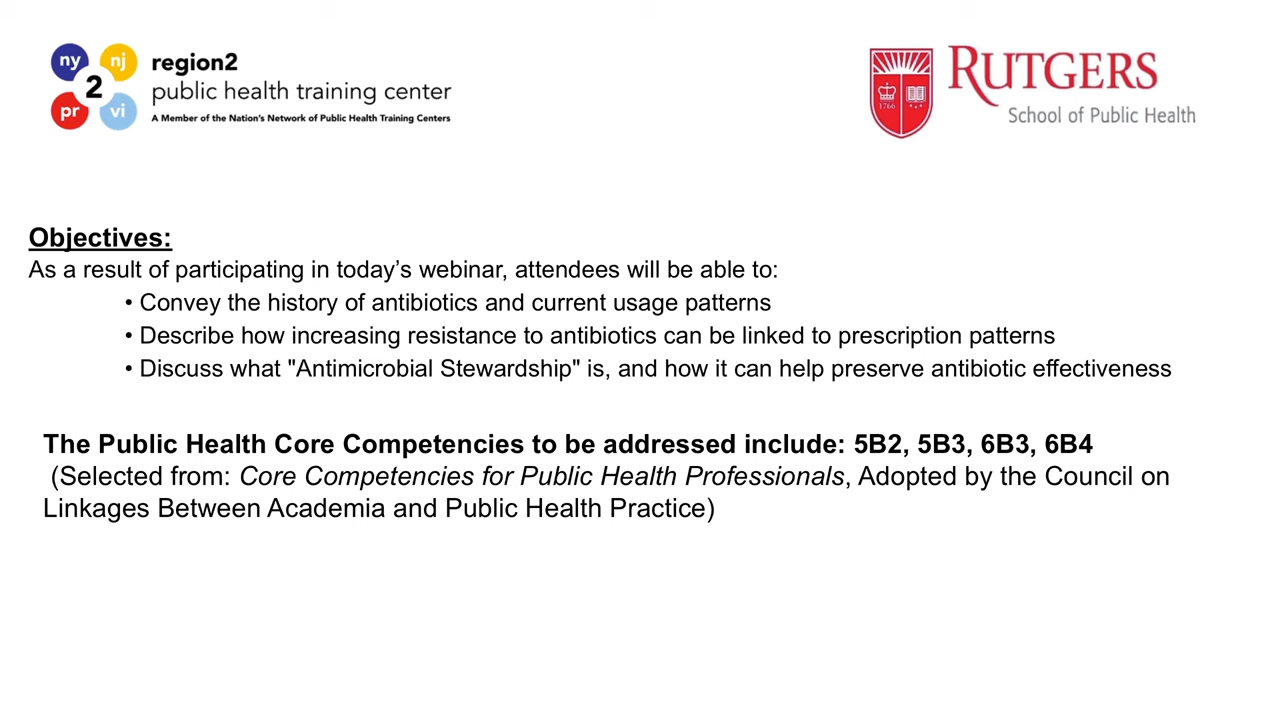 ny nj
2
pr vi
region2
public health training center
A Member of the Nation's Network of Public Health Training Centers
1766
RUTGERS
School of Public Health
Objectives:
As a result of participating in today’s webinar, attendees will be able to:
• Convey the history of antibiotics and current usage patterns
• Describe how increasing resistance to antibiotics can be linked to prescription patterns
• Discuss what "Antimicrobial Stewardship" is, and how it can help preserve antibiotic effectiveness
The Public Health Core Competencies to be addressed include: 5B2, 5B3, 6B3, 6B4
(Selected from: Core Competencies for Public Health Professionals, Adopted by the Council on
Linkages Between Academia and Public Health Practice)